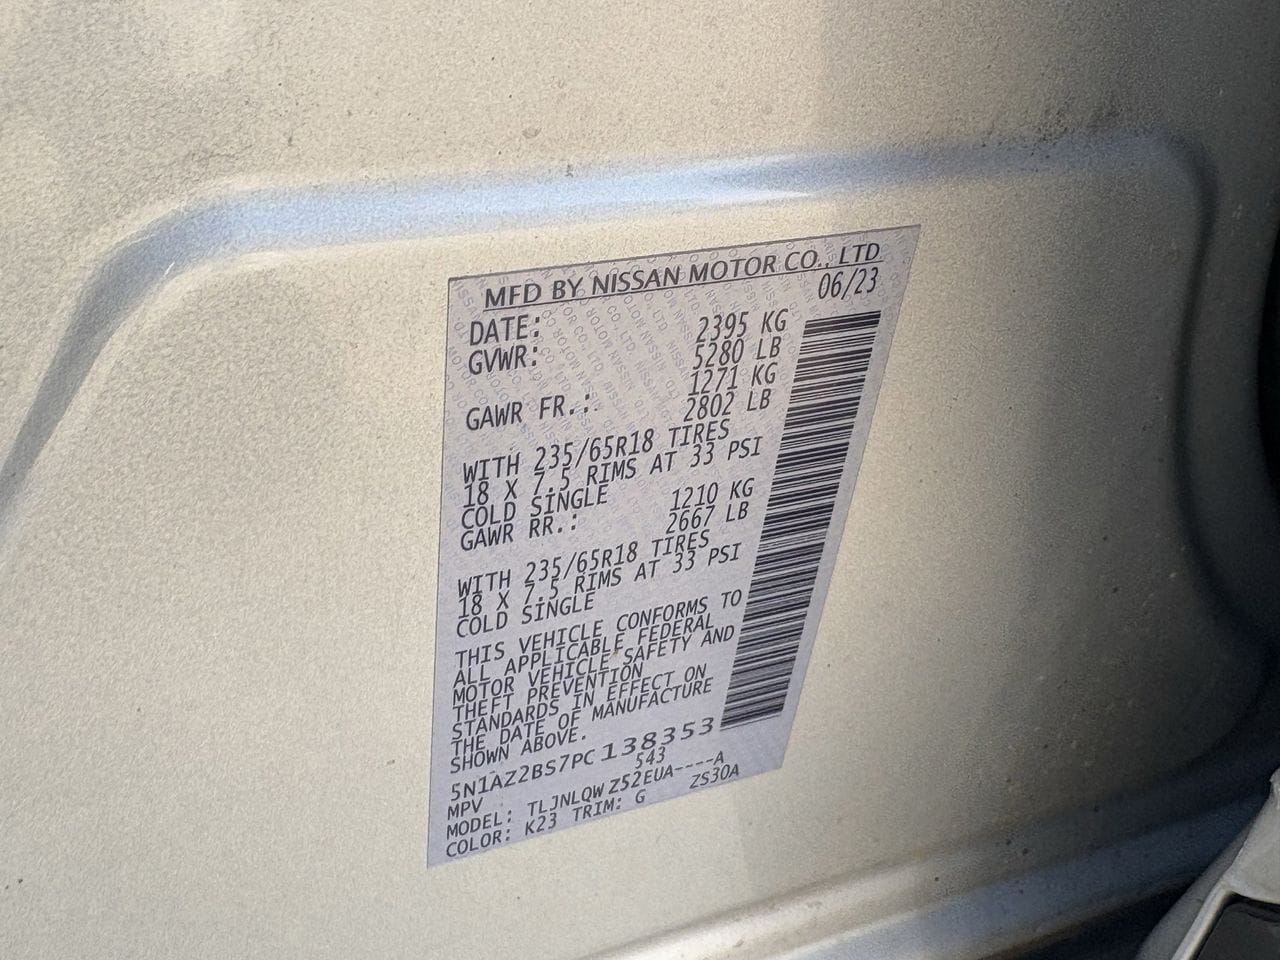 MFD BY NISSAN MOTOR CO., LTD.
DATE: 06/23
GVWR: 2395 KG
5280 LB
GAWR FR.: 1271 KG
2802 LB
WITH 235/65R18 TIRES
18 X 7.5 RIMS AT 33 PSI
COLD SINGLE
GAWR RR.: 1210 KG
2667 LB
WITH 235/65R18 TIRES
18 X 7.5 RIMS AT 33 PSI
COLD SINGLE
THIS VEHICLE CONFORMS TO
ALL APPLICABLE FEDERAL
MOTOR VEHICLE SAFETY AND
THEFT PREVENTION
STANDARDS IN EFFECT ON
THE DATE OF MANUFACTURE
SHOWN ABOVE.
5N1AZ2BS7PC138353
MPV 543
MODEL: TLJNLQWZ52EUA----A
COLOR: K23 TRIM: G ZS30A